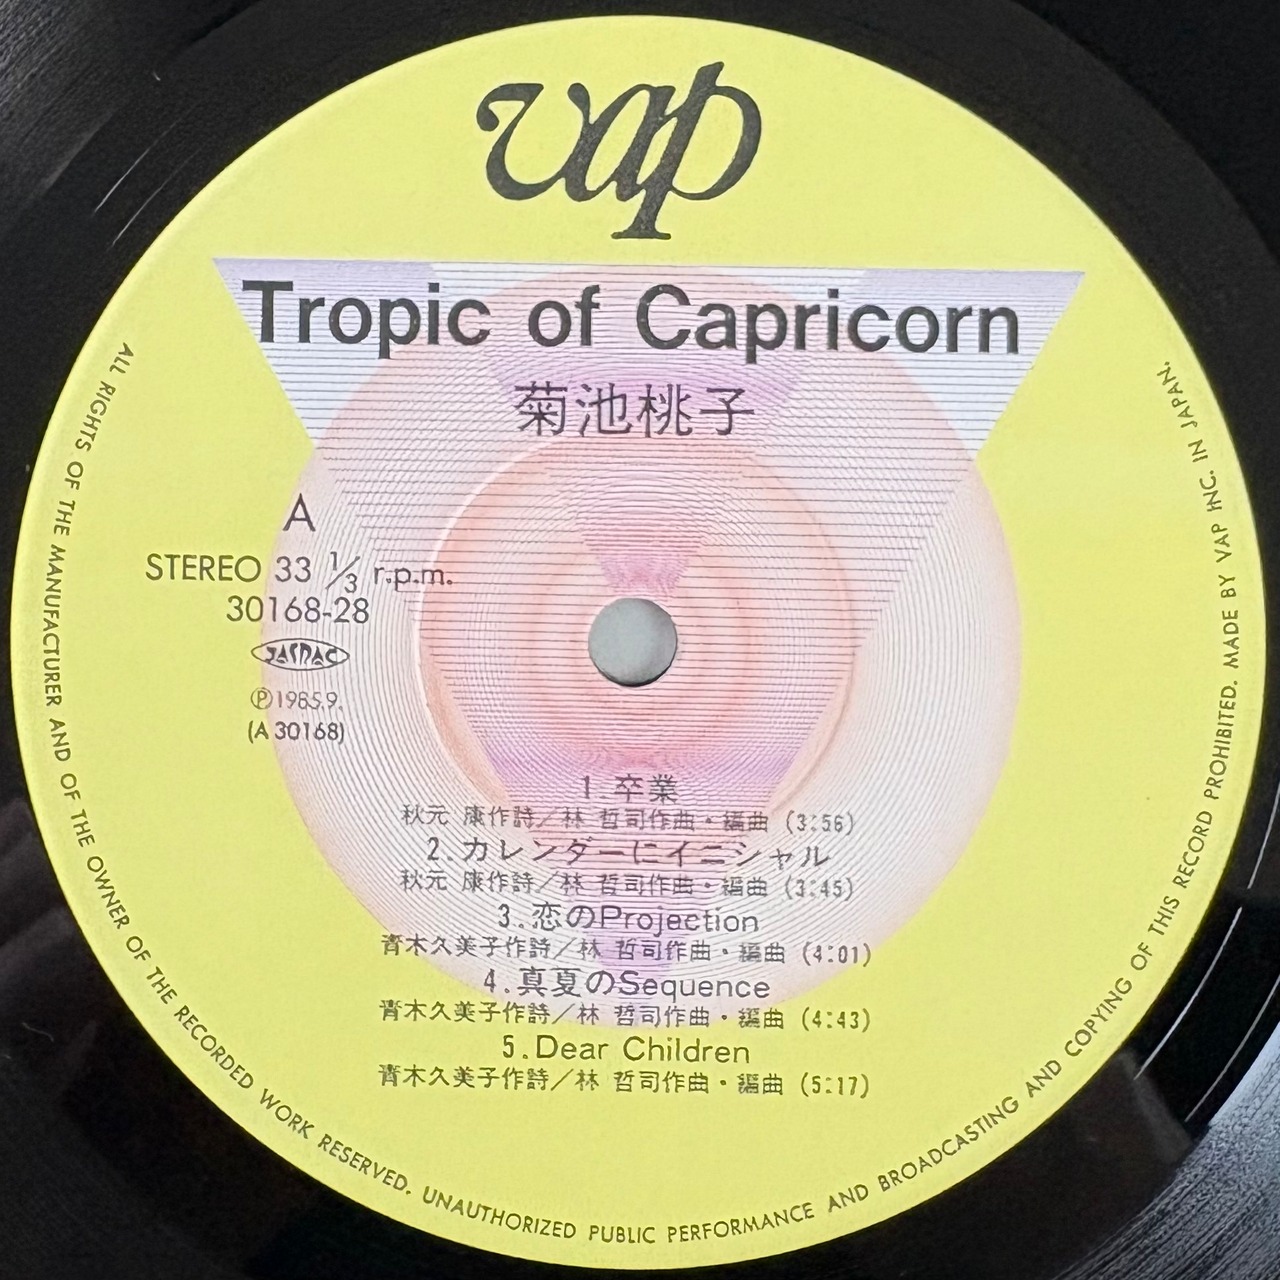 vap
Tropic of Capricorn
菊池桃子
A
STEREO 33 1/3 r.p.m.
30168-28
JASRAC
Ⓟ1985.9.
(A 30168)
1.卒業
秋元 康作詩／林 哲司作曲・編曲 (3:56)
2.カレンダーにイニシャル
秋元 康作詩／林 哲司作曲・編曲 (3:45)
3.恋のProjection
青木久美子作詩／林 哲司作曲・編曲 (4:01)
4.真夏のSequence
青木久美子作詩／林 哲司作曲・編曲 (4:43)
5.Dear Children
青木久美子作詩／林 哲司作曲・編曲 (5:17)
ALL RIGHTS OF THE MANUFACTURER AND OF THE OWNER OF THE RECORDED WORK RESERVED. UNAUTHORIZED PUBLIC PERFORMANCE AND BROADCASTING AND COPYING OF THIS RECORD PROHIBITED. MADE BY VAP INC. IN JAPAN.